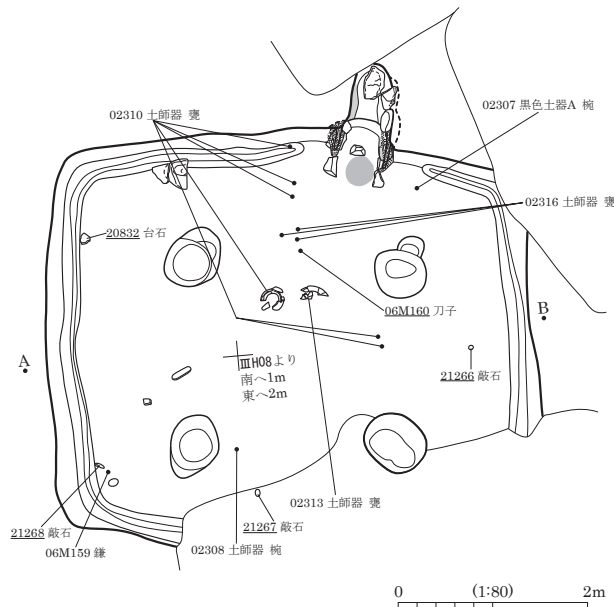 02310 土師器 甕
02307 黒色土器A 椀
02316 土師器 甕
20832 台石
06M160 刀子
B
A
ⅢH08より
南へ1m
東へ2m
21266 敲石
02313 土師器 甕
21268 敲石
21267 敲石
06M159 鎌
02308 土師器 椀
0 (1:80) 2m